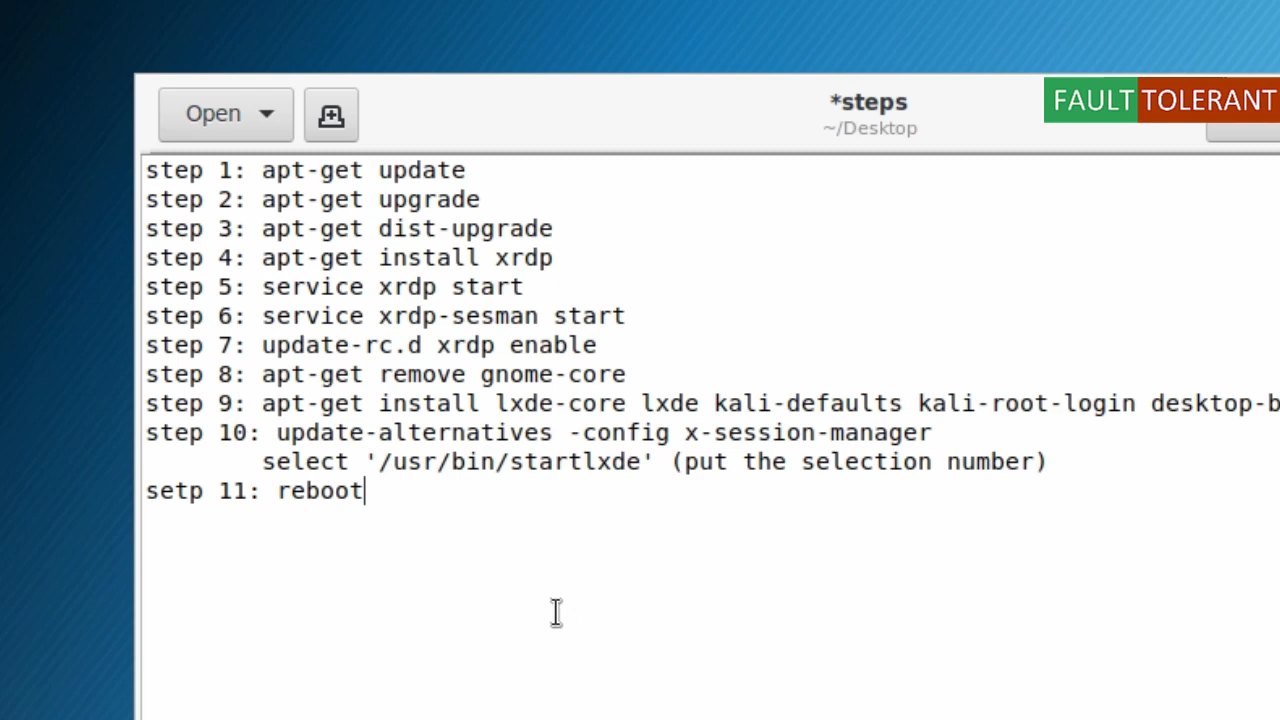 Open
*steps
~/Desktop
FAULT TOLERANT
step 1: apt-get update
step 2: apt-get upgrade
step 3: apt-get dist-upgrade
step 4: apt-get install xrdp
step 5: service xrdp start
step 6: service xrdp-sesman start
step 7: update-rc.d xrdp enable
step 8: apt-get remove gnome-core
step 9: apt-get install lxde-core lxde kali-defaults kali-root-login desktop-b
step 10: update-alternatives -config x-session-manager
select '/usr/bin/startlxde' (put the selection number)
setp 11: reboot